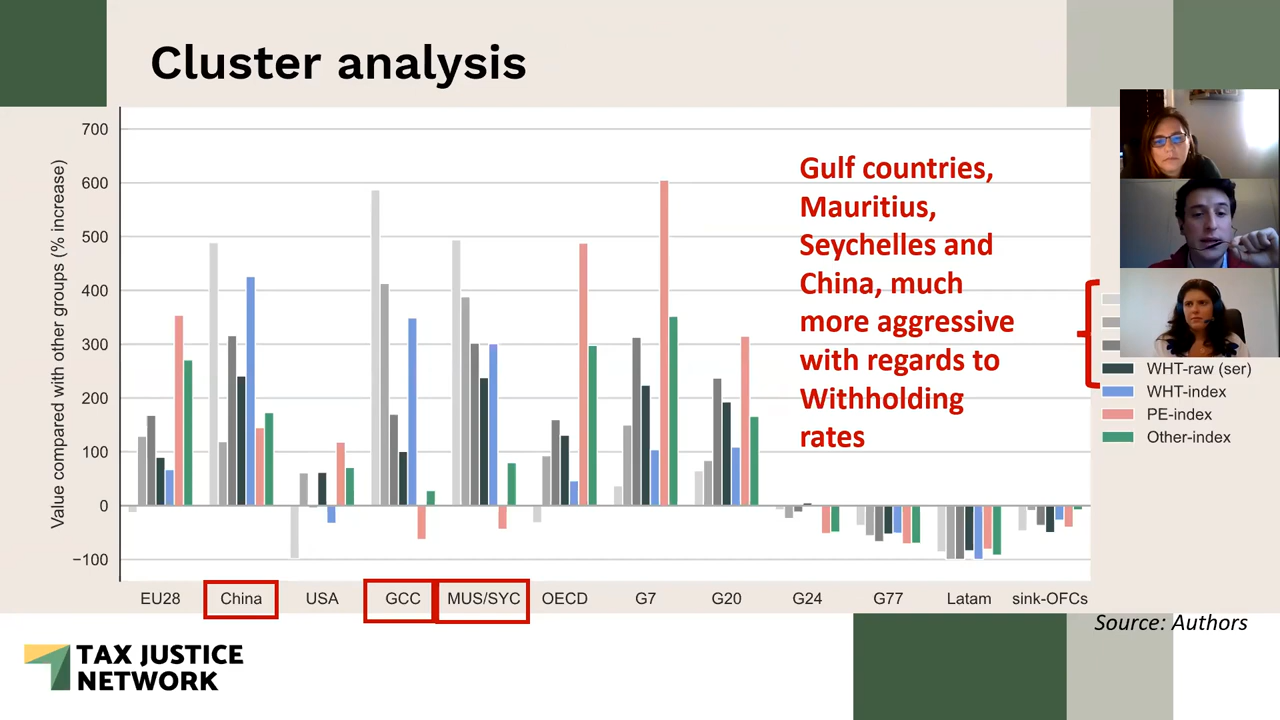 Cluster analysis
700
600
500
400
300
200
100
0
−100
Value compared with other groups (% increase)
Gulf countries,
Mauritius,
Seychelles and
China, much
more aggressive
with regards to
Withholding
rates
WHT-raw (ser)
WHT-index
PE-index
Other-index
EU28 China USA GCC MUS/SYC OECD G7 G20 G24 G77 Latam sink-OFCs
Source: Authors
TAX JUSTICE
NETWORK